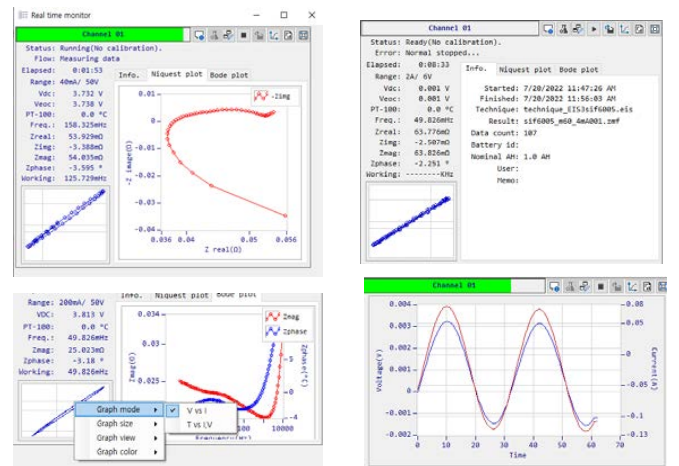 Real time monitor
Channel 01
Status: Running(No calibration).
Flow: Measuring data
Elapsed: 0:01:53
Range: 40mA/ 50V
Vdc: 3.732 V
Veoc: 3.738 V
PT-100: 0.0 °C
Freq.: 158.325mHz
Zreal: 53.929mΩ
Zimg: -3.388mΩ
Zmag: 54.035mΩ
Zphase: -3.595 °
Working: 125.729mHz
Info. Niquest plot Bode plot
-Zimg
0.01
0
-0.01
-0.02
-0.03
-0.04
-Z image(Ω)
0.036 0.04 0.05 0.056
Z real(Ω)
Channel 01
Status: Ready(No calibration).
Error: Normal stopped...
Elapsed: 0:08:33
Range: 2A/ 6V
Vdc: 0.001 V
Veoc: 0.001 V
PT-100: 0.0 °C
Freq.: 49.826mHz
Zreal: 63.776mΩ
Zimg: -2.507mΩ
Zmag: 63.826mΩ
Zphase: -2.251 °
Working: --------KHz
Info. Niquest plot Bode plot
Started: 7/20/2022 11:47:26 AM
Finished: 7/20/2022 11:56:03 AM
Technique: technique_EIS3sif6005.eis
Result: sif6005_m60_4mA001.zmf
Data count: 107
Battery id:
Nominal AH: 1.0 AH
User:
Memo:
Range: 200mA/ 50V
VOC: 3.813 V
PT-100: 0.0 °C
Freq.: 49.826mHz
Zmag: 25.023mΩ
Zphase: -3.18 °
Working: 49.826mHz
Info. Niquest plot Bode plot
Zmag
Zphase
0.034
0.03
0.025
Zmag(Ω)
5
0
-4
Zphase(°C)
100 10000
Frequency(Hz)
Graph mode
Graph size
Graph view
Graph color
V vs I
T vs I,V
Channel 01
0.004
0.003
0.002
0.001
0
-0.001
-0.002
Voltage(V)
0.08
0.05
0
-0.05
-0.1
-0.13
Current(A)
0 10 20 30 40 50 60 70
Time